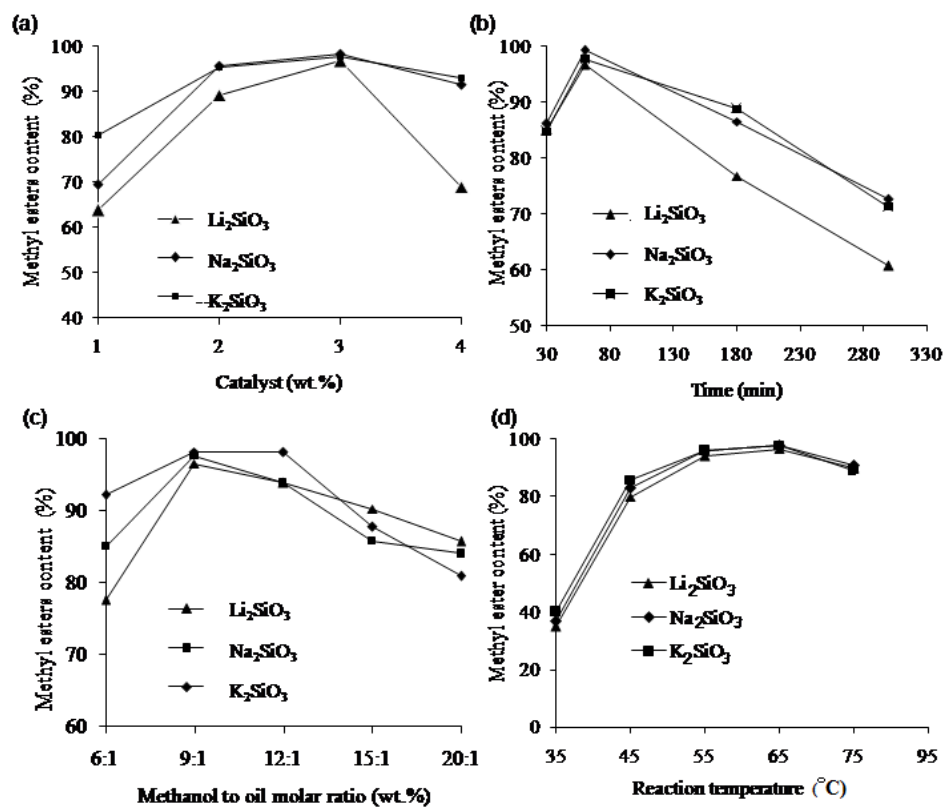 (a)
100
90
80
70
60
50
40
Methyl esters content (%)
Li₂SiO₃
Na₂SiO₃
--K₂SiO₃
1 2 3 4
Catalyst (wt.%)
(b)
100
90
80
70
60
50
Methyl esters content (%)
Li₂SiO₃
Na₂SiO₃
K₂SiO₃
30 80 130 180 230 280 330
Time (min)
(c)
100
90
80
70
60
Methyl esters content (%)
Li₂SiO₃
Na₂SiO₃
K₂SiO₃
6:1 9:1 12:1 15:1 20:1
Methanol to oil molar ratio (wt.%)
(d)
100
80
60
40
20
0
Methyl ester content (%)
Li₂SiO₃
Na₂SiO₃
K₂SiO₃
35 45 55 65 75 85 95
Reaction temperature (°C)